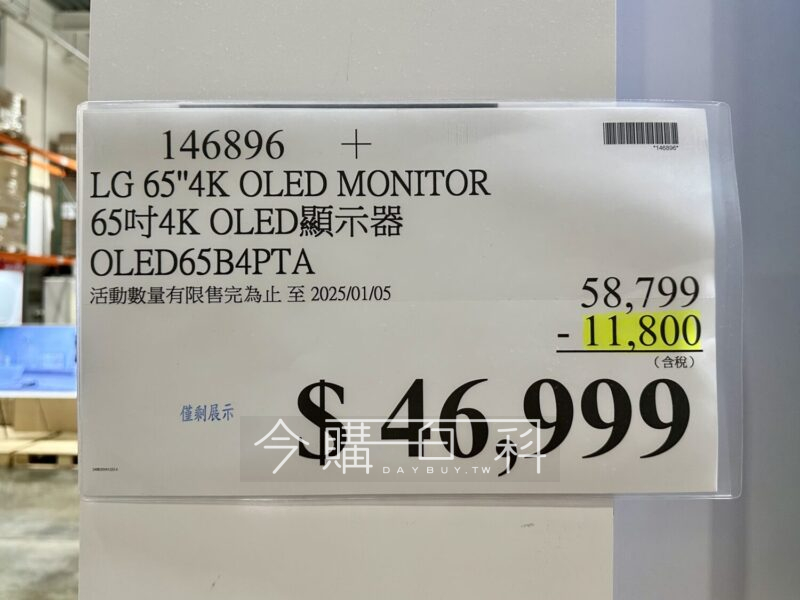 146896 +
*146896*
LG 65"4K OLED MONITOR
65吋4K OLED顯示器
OLED65B4PTA
活動數量有限售完為止 至 2025/01/05
58,799
- 11,800
(含稅)
$ 46,999
僅剩展示
今購百科
DAYBUY.TW